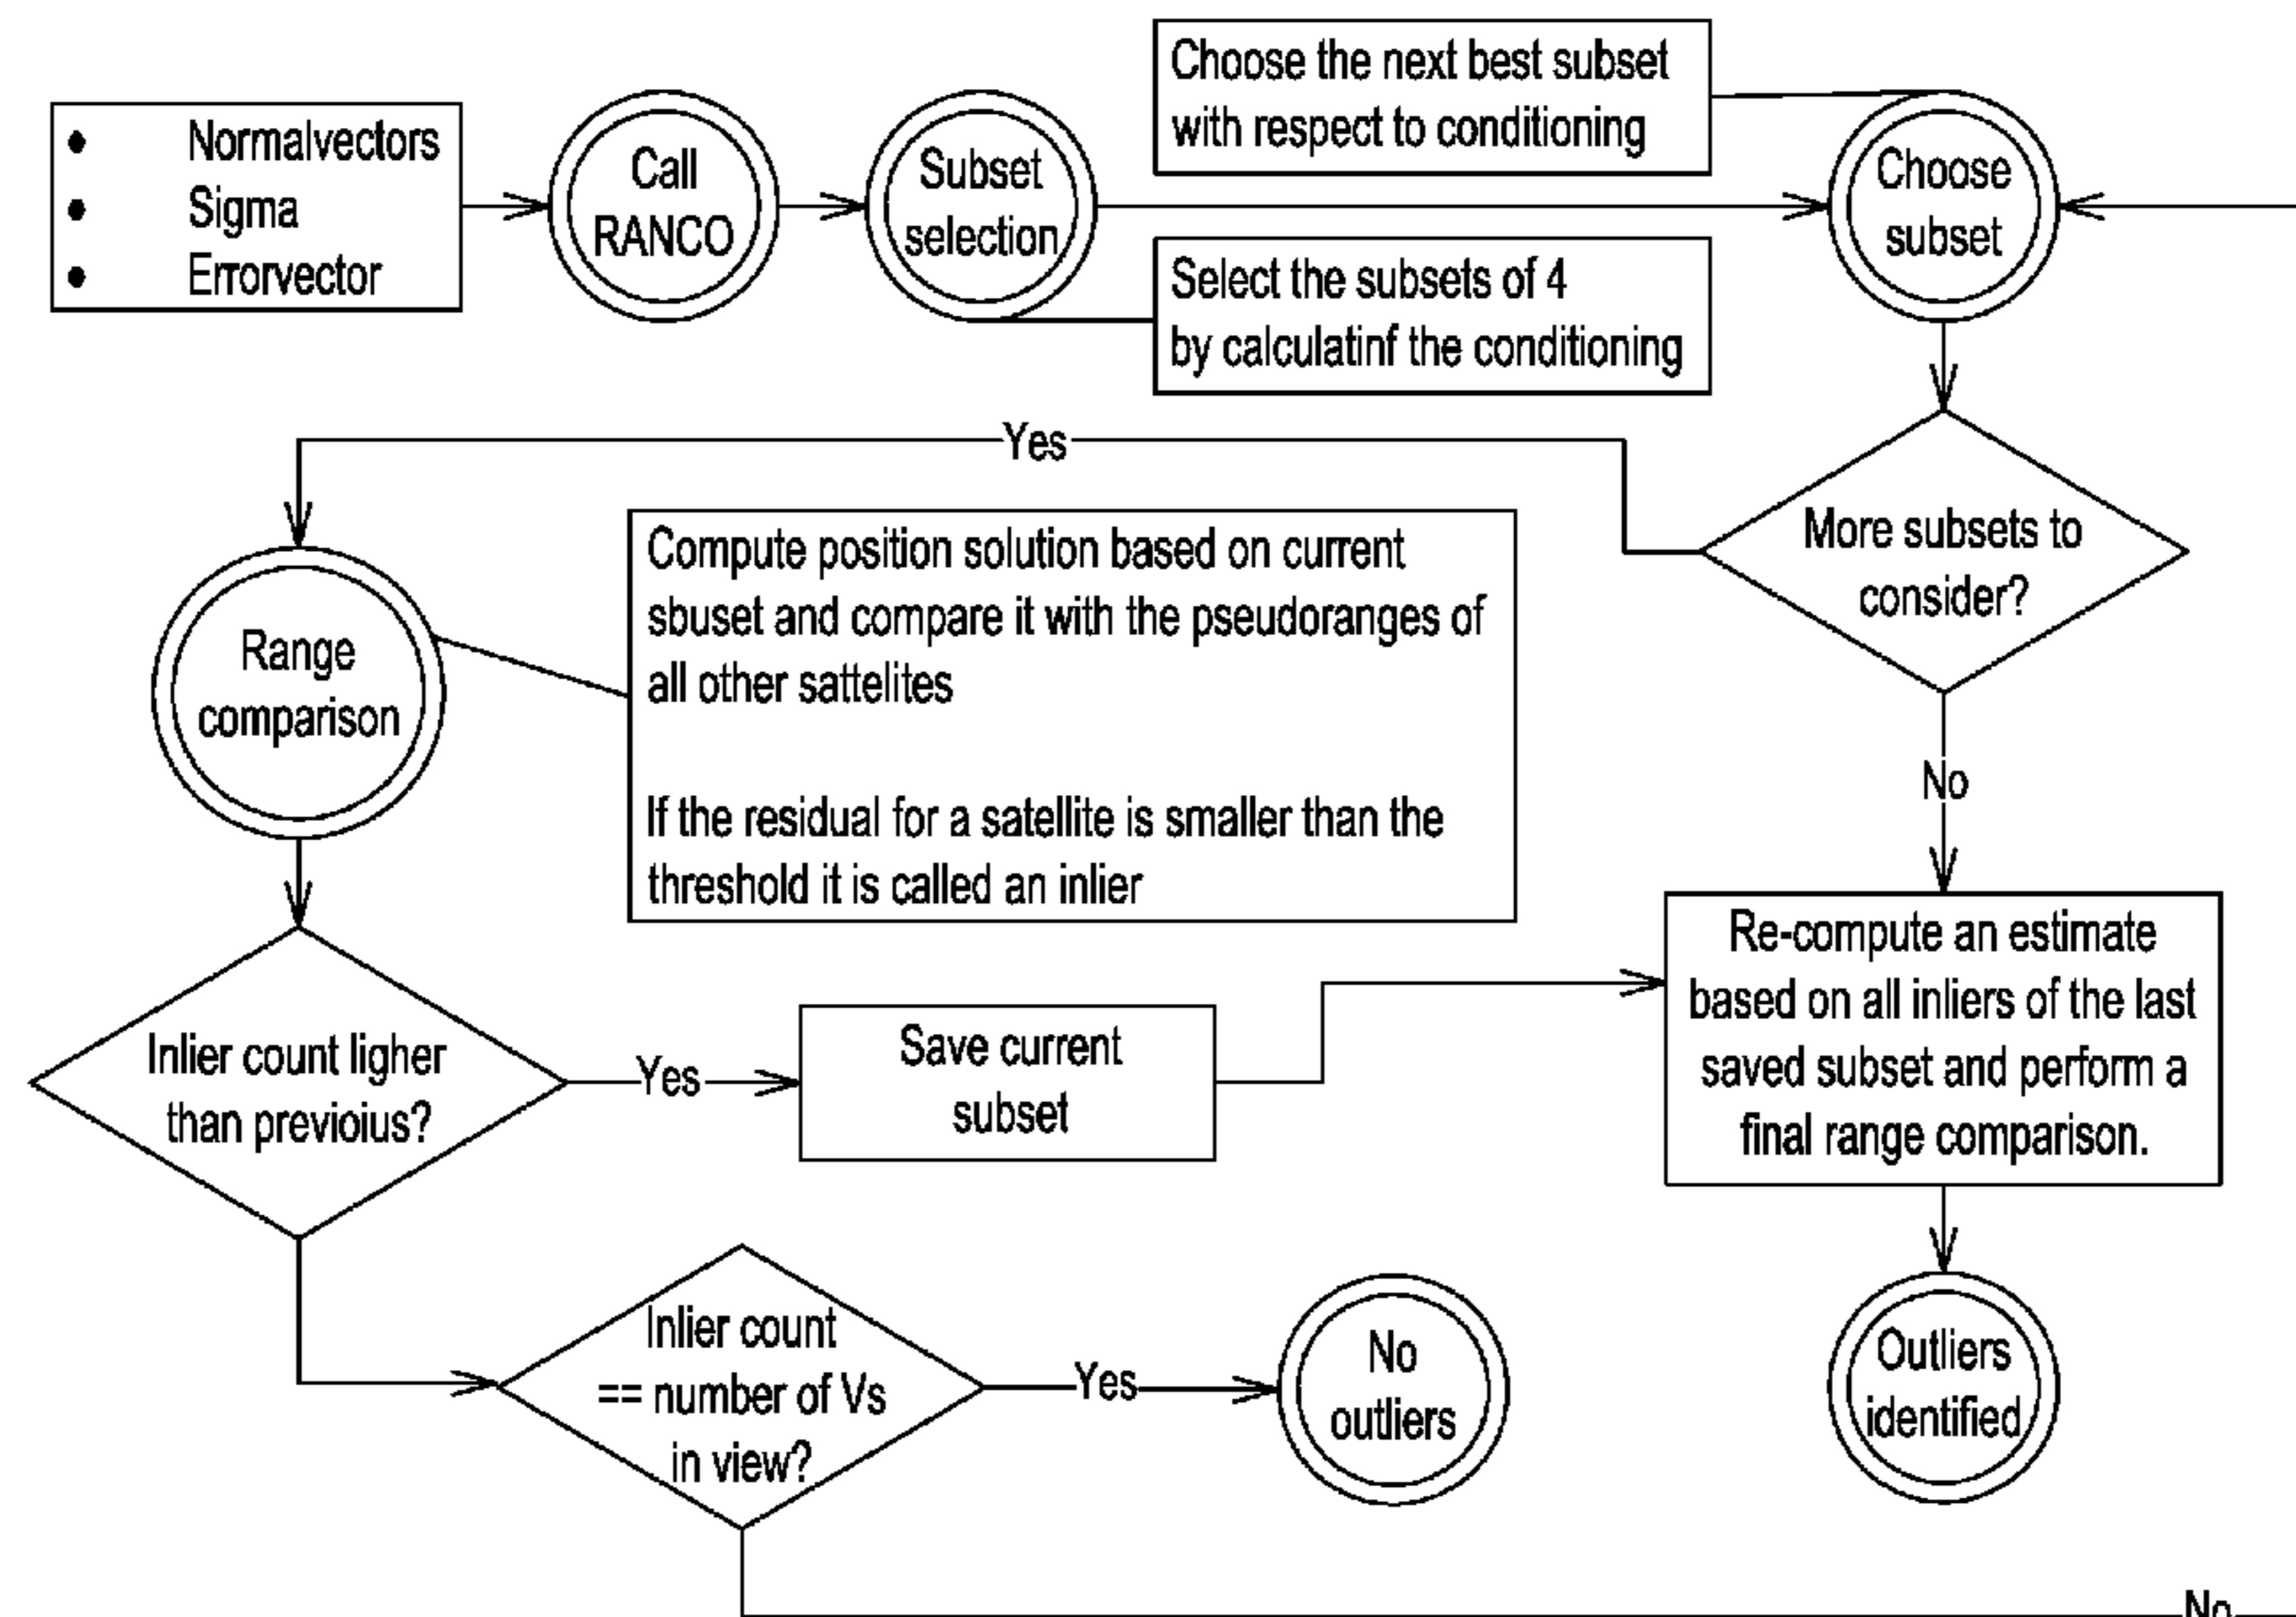 • Normalvectors
• Sigma
• Errorvector
Call
RANCO
Subset
selection
Choose the next best subset
with respect to conditioning
Select the subsets of 4
by calculatinf the conditioning
Choose
subset
Yes
More subsets to
consider?
Range
comparison
Compute position solution based on current
sbuset and compare it with the pseudoranges of
all other sattelites
If the residual for a satellite is smaller than the
threshold it is called an inlier
No
Re-compute an estimate
based on all inliers of the last
saved subset and perform a
final range comparison.
Inlier count ligher
than previoius?
Yes
Save current
subset
Inlier count
== number of Vs
in view?
Yes
No
outliers
Outliers
identified
No